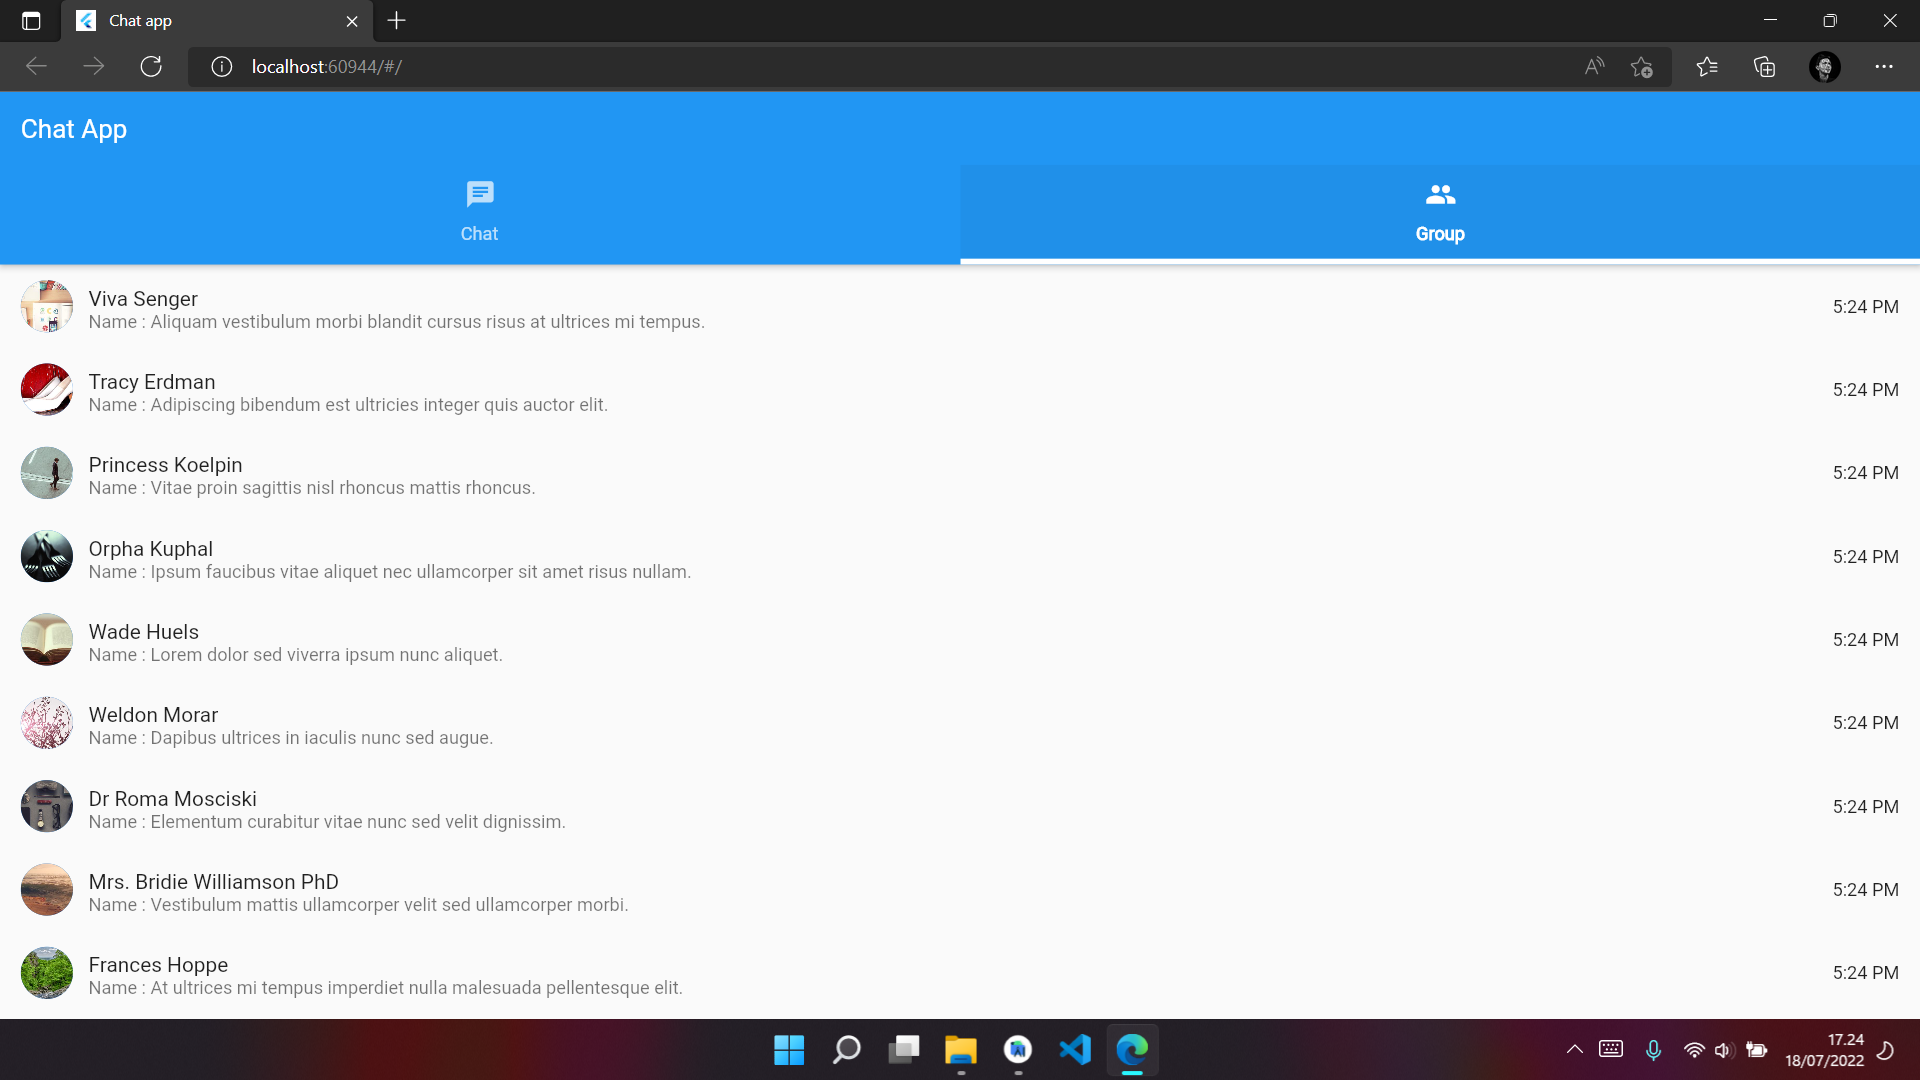 Chat app
localhost:60944/#/
Chat App
Chat
Group
Viva Senger
5:24 PM
Name : Aliquam vestibulum morbi blandit cursus risus at ultrices mi tempus.
Tracy Erdman
5:24 PM
Name : Adipiscing bibendum est ultricies integer quis auctor elit.
Princess Koelpin
5:24 PM
Name : Vitae proin sagittis nisl rhoncus mattis rhoncus.
Orpha Kuphal
5:24 PM
Name : Ipsum faucibus vitae aliquet nec ullamcorper sit amet risus nullam.
Wade Huels
5:24 PM
Name : Lorem dolor sed viverra ipsum nunc aliquet.
Weldon Morar
5:24 PM
Name : Dapibus ultrices in iaculis nunc sed augue.
Dr Roma Mosciski
5:24 PM
Name : Elementum curabitur vitae nunc sed velit dignissim.
Mrs. Bridie Williamson PhD
5:24 PM
Name : Vestibulum mattis ullamcorper velit sed ullamcorper morbi.
Frances Hoppe
5:24 PM
Name : At ultrices mi tempus imperdiet nulla malesuada pellentesque elit.
17.24
18/07/2022